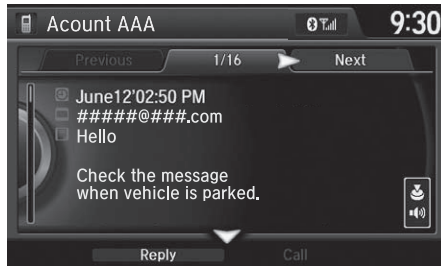 Acount AAA
9:30
Previous
1/16
Next
June12'02:50 PM
#####@###.com
Hello
Check the message
when vehicle is parked.
Reply
Call